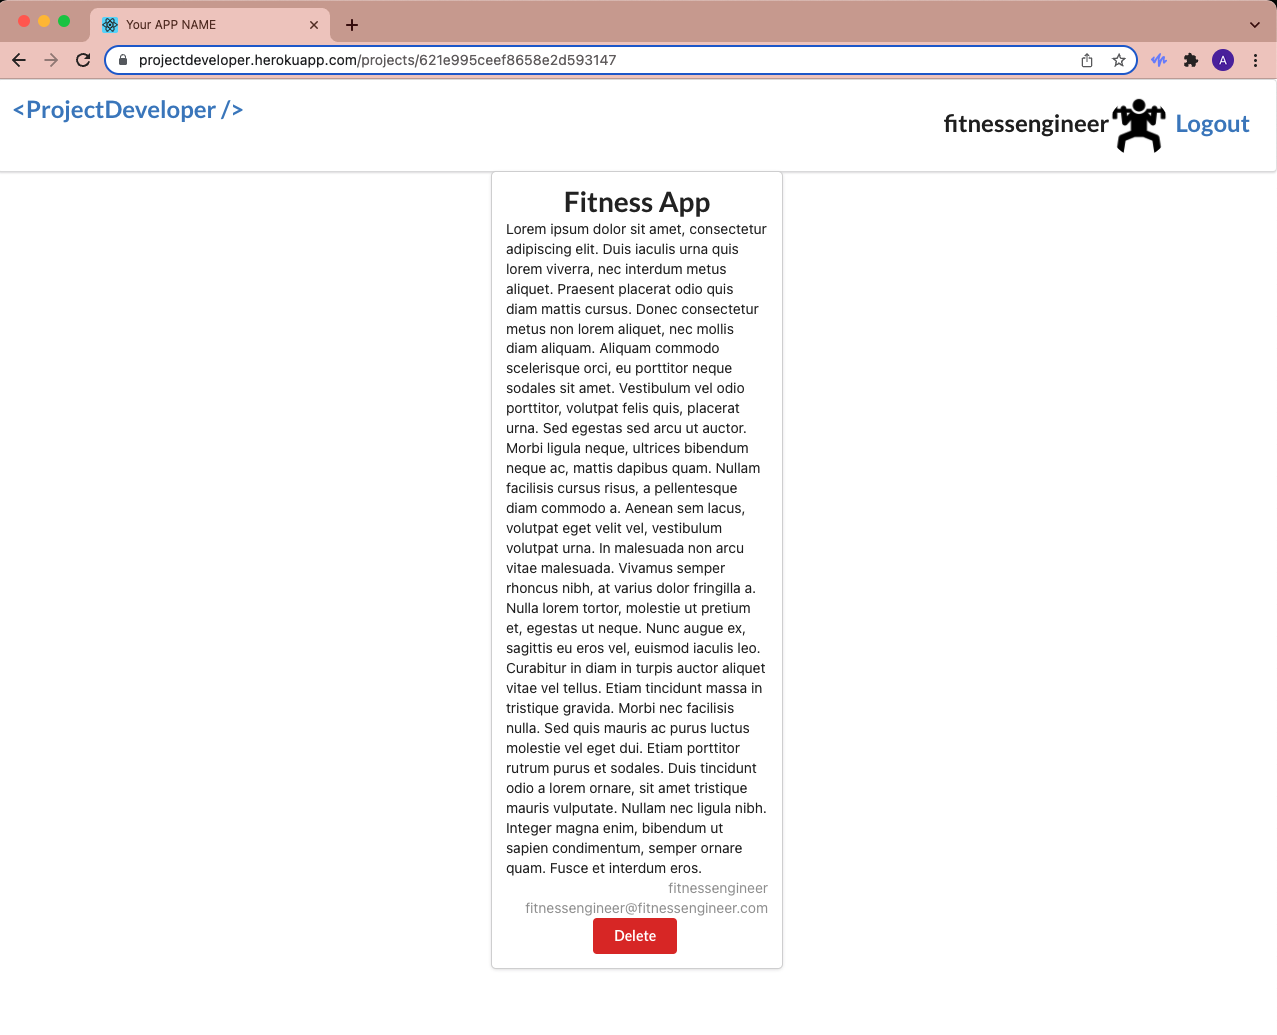 Your APP NAME
projectdeveloper.herokuapp.com/projects/621e995ceef8658e2d593147
A
<ProjectDeveloper />
fitnessengineer
Logout
Fitness App
Lorem ipsum dolor sit amet, consectetur
adipiscing elit. Duis iaculis urna quis
lorem viverra, nec interdum metus
aliquet. Praesent placerat odio quis
diam mattis cursus. Donec consectetur
metus non lorem aliquet, nec mollis
diam aliquam. Aliquam commodo
scelerisque orci, eu porttitor neque
sodales sit amet. Vestibulum vel odio
porttitor, volutpat felis quis, placerat
urna. Sed egestas sed arcu ut auctor.
Morbi ligula neque, ultrices bibendum
neque ac, mattis dapibus quam. Nullam
facilisis cursus risus, a pellentesque
diam commodo a. Aenean sem lacus,
volutpat eget velit vel, vestibulum
volutpat urna. In malesuada non arcu
vitae malesuada. Vivamus semper
rhoncus nibh, at varius dolor fringilla a.
Nulla lorem tortor, molestie ut pretium
et, egestas ut neque. Nunc augue ex,
sagittis eu eros vel, euismod iaculis leo.
Curabitur in diam in turpis auctor aliquet
vitae vel tellus. Etiam tincidunt massa in
tristique gravida. Morbi nec facilisis
nulla. Sed quis mauris ac purus luctus
molestie vel eget dui. Etiam porttitor
rutrum purus et sodales. Duis tincidunt
odio a lorem ornare, sit amet tristique
mauris vulputate. Nullam nec ligula nibh.
Integer magna enim, bibendum ut
sapien condimentum, semper ornare
quam. Fusce et interdum eros.
fitnessengineer
fitnessengineer@fitnessengineer.com
Delete